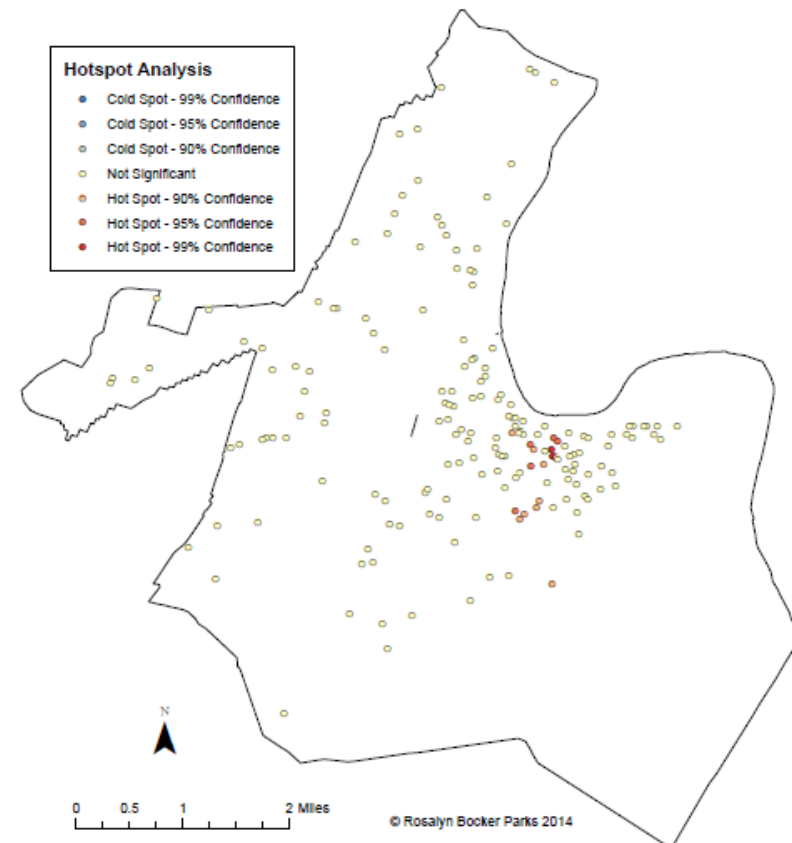 Hotspot Analysis
Cold Spot - 99% Confidence
Cold Spot - 95% Confidence
Cold Spot - 90% Confidence
Not Significant
Hot Spot - 90% Confidence
Hot Spot - 95% Confidence
Hot Spot - 99% Confidence
N
0 0.5 1 2 Miles
© Rosalyn Bocker Parks 2014